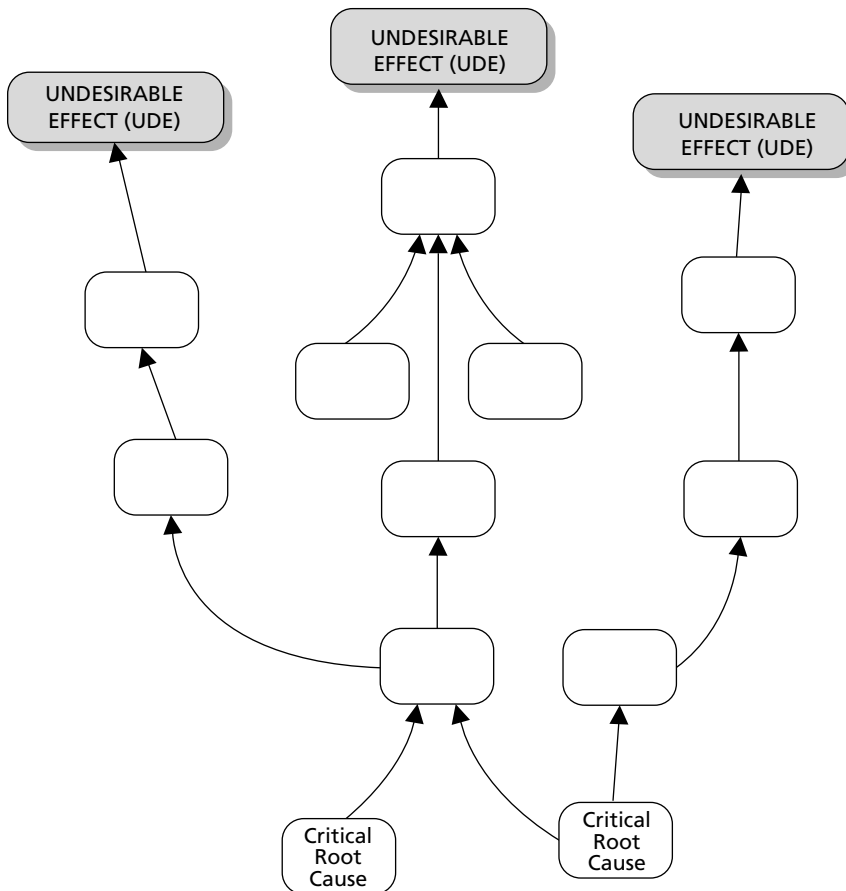 UNDESIRABLE
EFFECT (UDE)
UNDESIRABLE
EFFECT (UDE)
UNDESIRABLE
EFFECT (UDE)
Critical
Root
Cause
Critical
Root
Cause